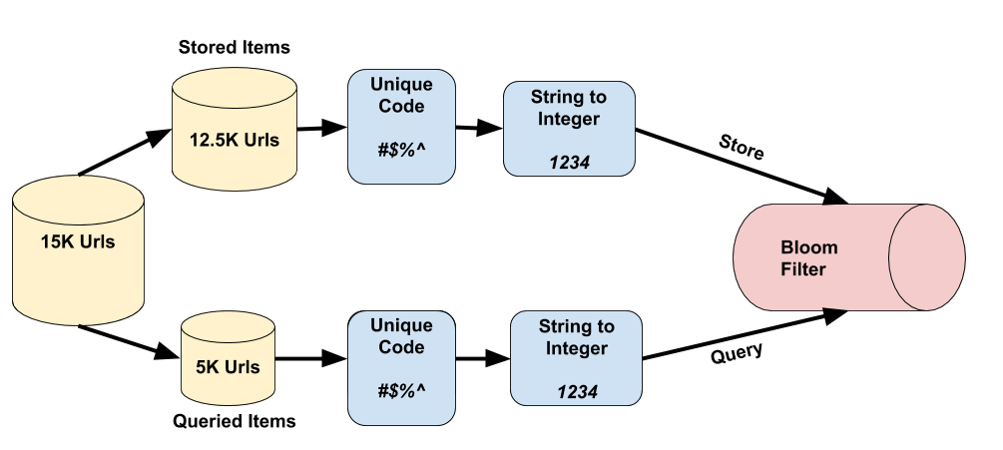 Stored Items
12.5K Urls
Unique
Code
#$%^
String to
Integer
1234
Store
15K Urls
Bloom
Filter
5K Urls
Queried Items
Unique
Code
#$%^
String to
Integer
1234
Query